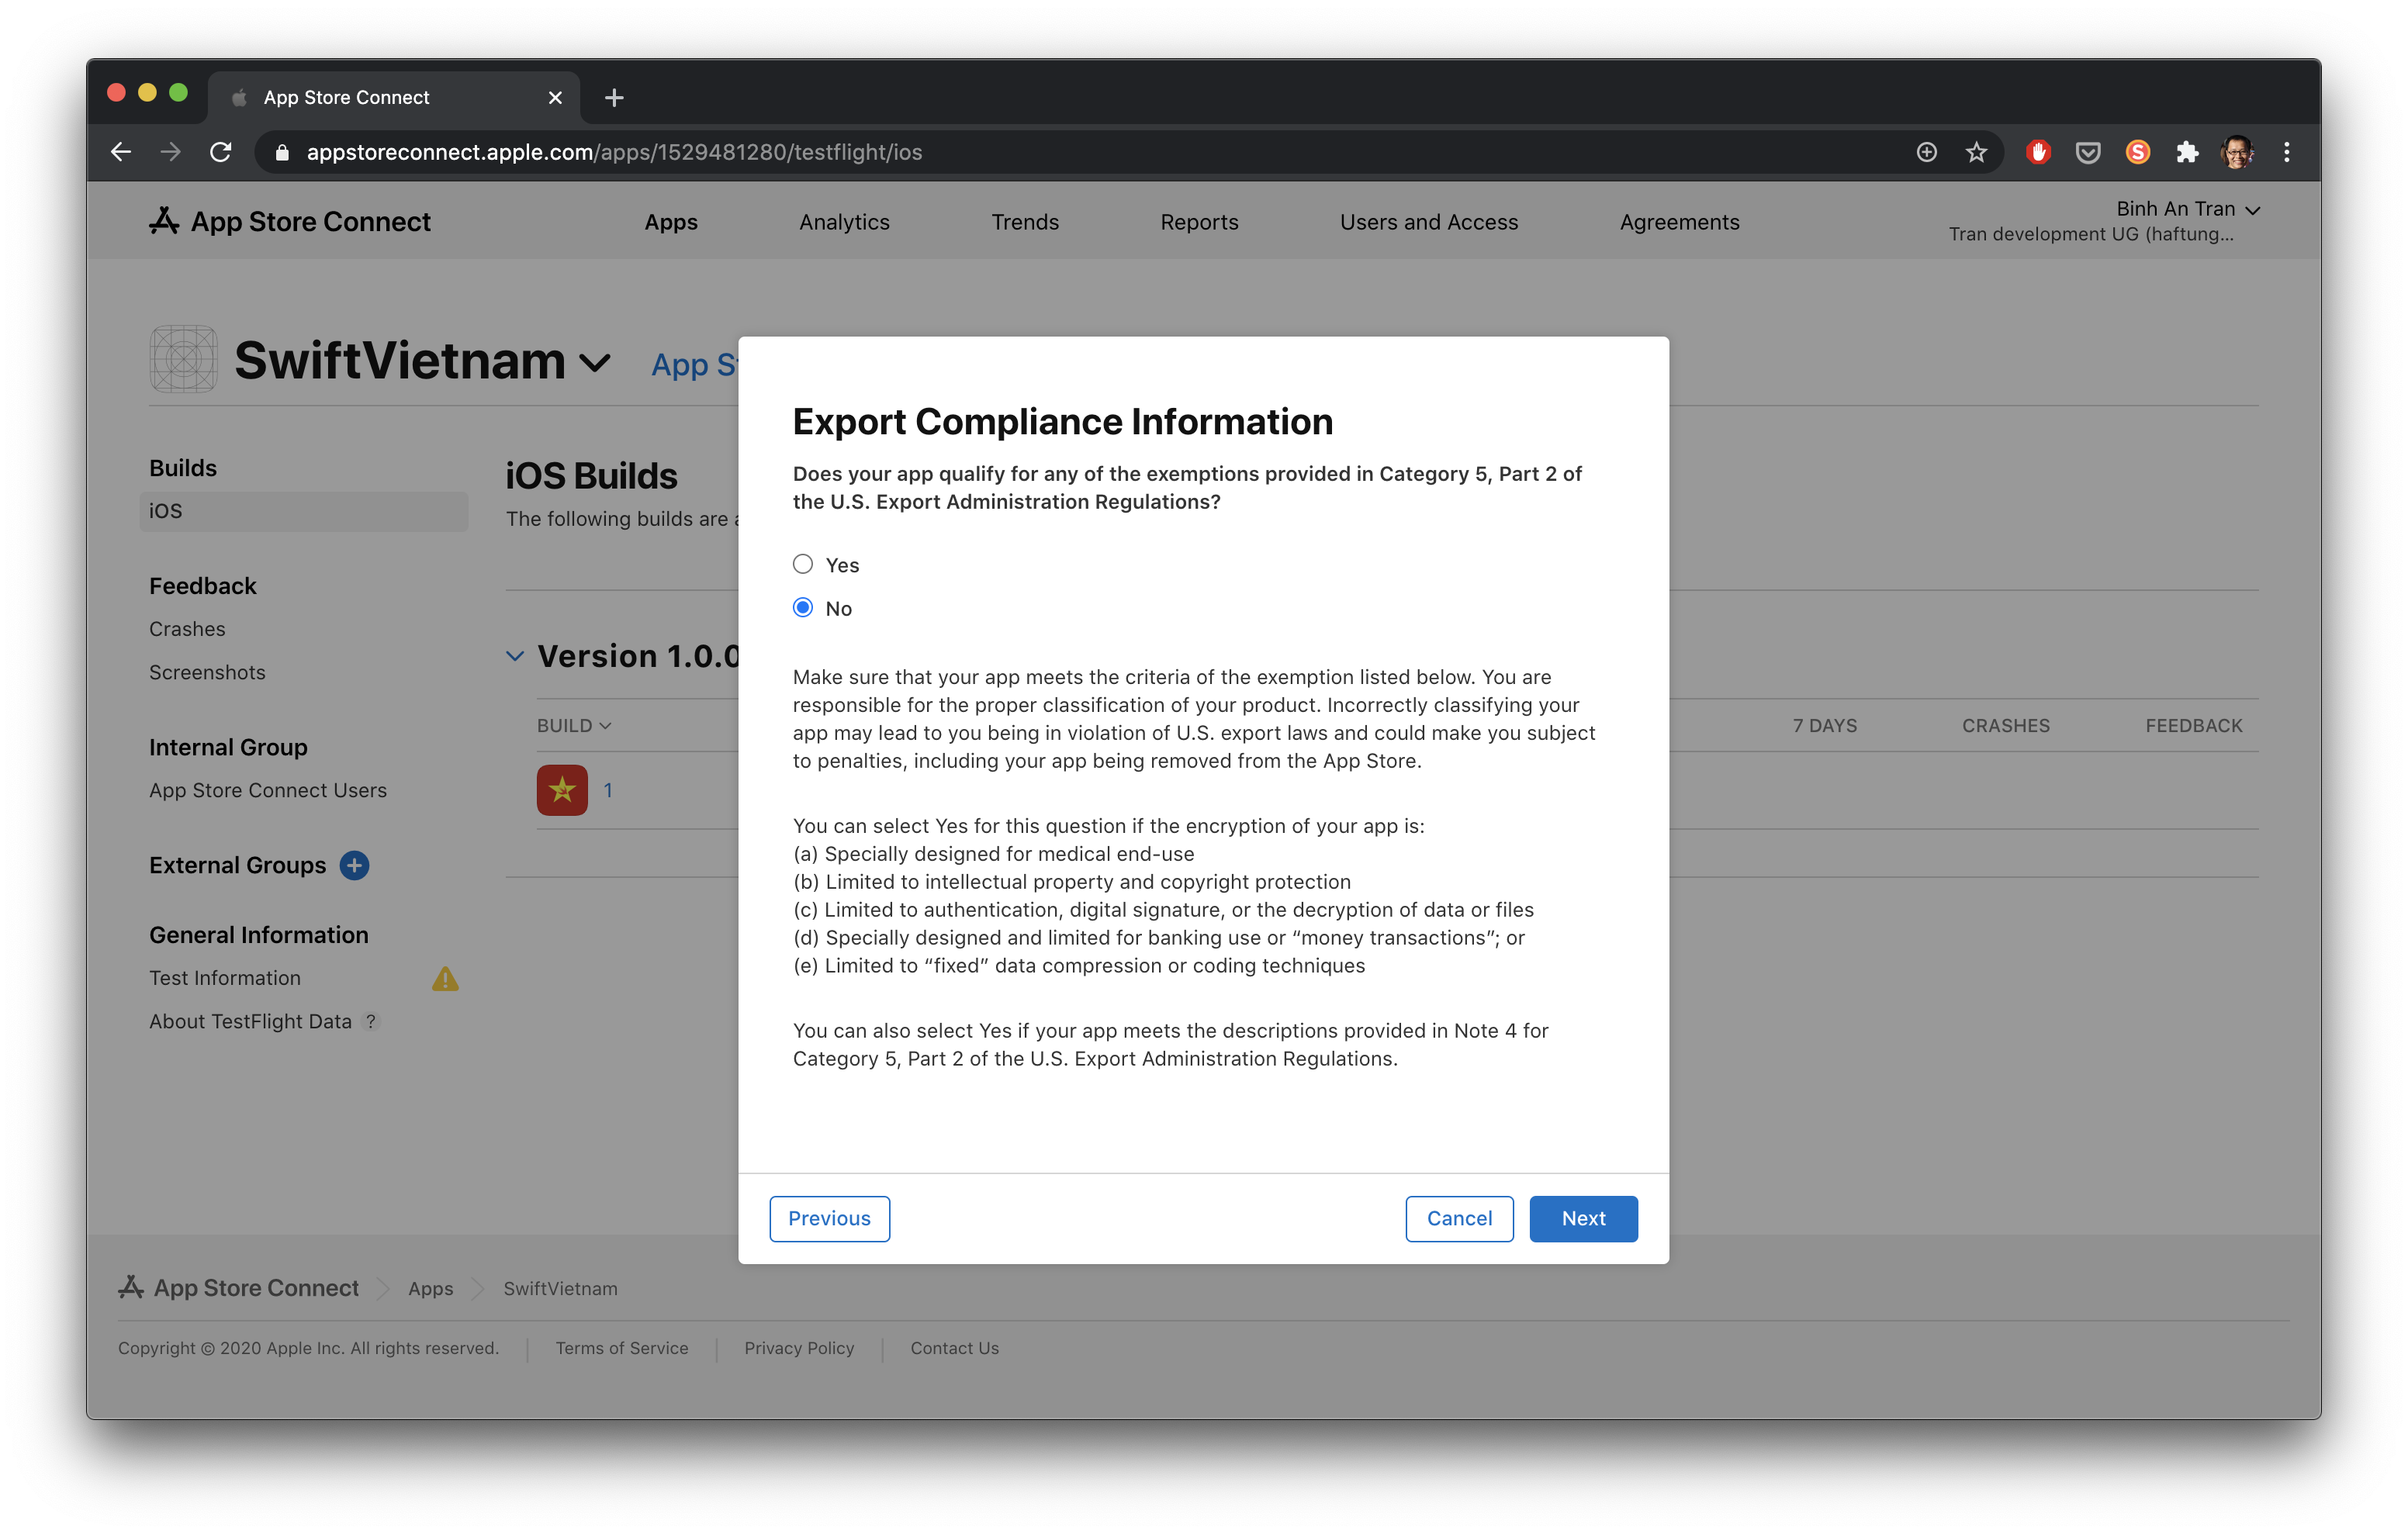 App Store Connect
appstoreconnect.apple.com/apps/1529481280/testflight/ios
App Store Connect
Apps
Analytics
Trends
Reports
Users and Access
Agreements
Binh An Tran
Tran development UG (haftung...
SwiftVietnam
App S
Builds
iOS
Feedback
Crashes
Screenshots
Internal Group
App Store Connect Users
External Groups
General Information
Test Information
About TestFlight Data ?
iOS Builds
The following builds are
Version 1.0.0
BUILD
7 DAYS
CRASHES
FEEDBACK
1
Export Compliance Information
Does your app qualify for any of the exemptions provided in Category 5, Part 2 of
the U.S. Export Administration Regulations?
Yes
No
Make sure that your app meets the criteria of the exemption listed below. You are
responsible for the proper classification of your product. Incorrectly classifying your
app may lead to you being in violation of U.S. export laws and could make you subject
to penalties, including your app being removed from the App Store.
You can select Yes for this question if the encryption of your app is:
(a) Specially designed for medical end-use
(b) Limited to intellectual property and copyright protection
(c) Limited to authentication, digital signature, or the decryption of data or files
(d) Specially designed and limited for banking use or “money transactions”; or
(e) Limited to “fixed” data compression or coding techniques
You can also select Yes if your app meets the descriptions provided in Note 4 for
Category 5, Part 2 of the U.S. Export Administration Regulations.
Previous
Cancel
Next
App Store Connect
Apps
SwiftVietnam
Copyright © 2020 Apple Inc. All rights reserved.
Terms of Service
Privacy Policy
Contact Us